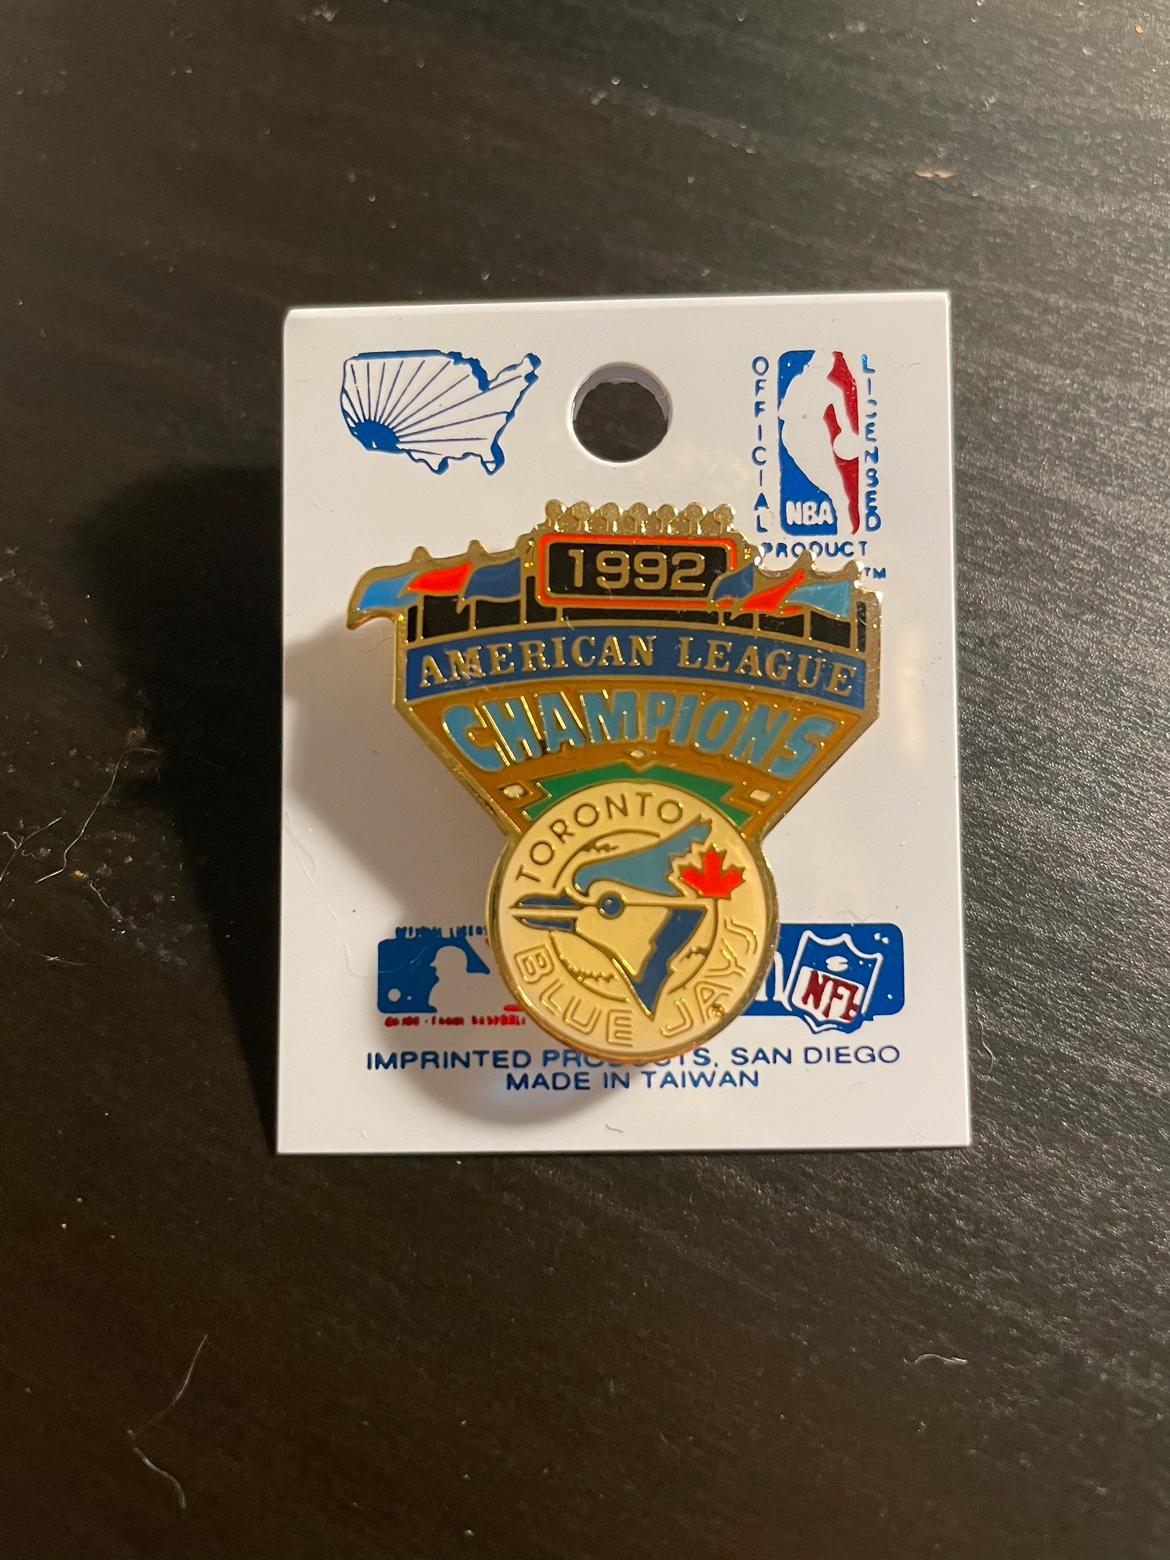 OFFICIAL
LICENSED
NBA
PRODUCT
TM
1992
AMERICAN LEAGUE
CHAMPIONS
TORONTO
BLUE JAYS
NFL
IMPRINTED PRODUCTS, SAN DIEGO
MADE IN TAIWAN